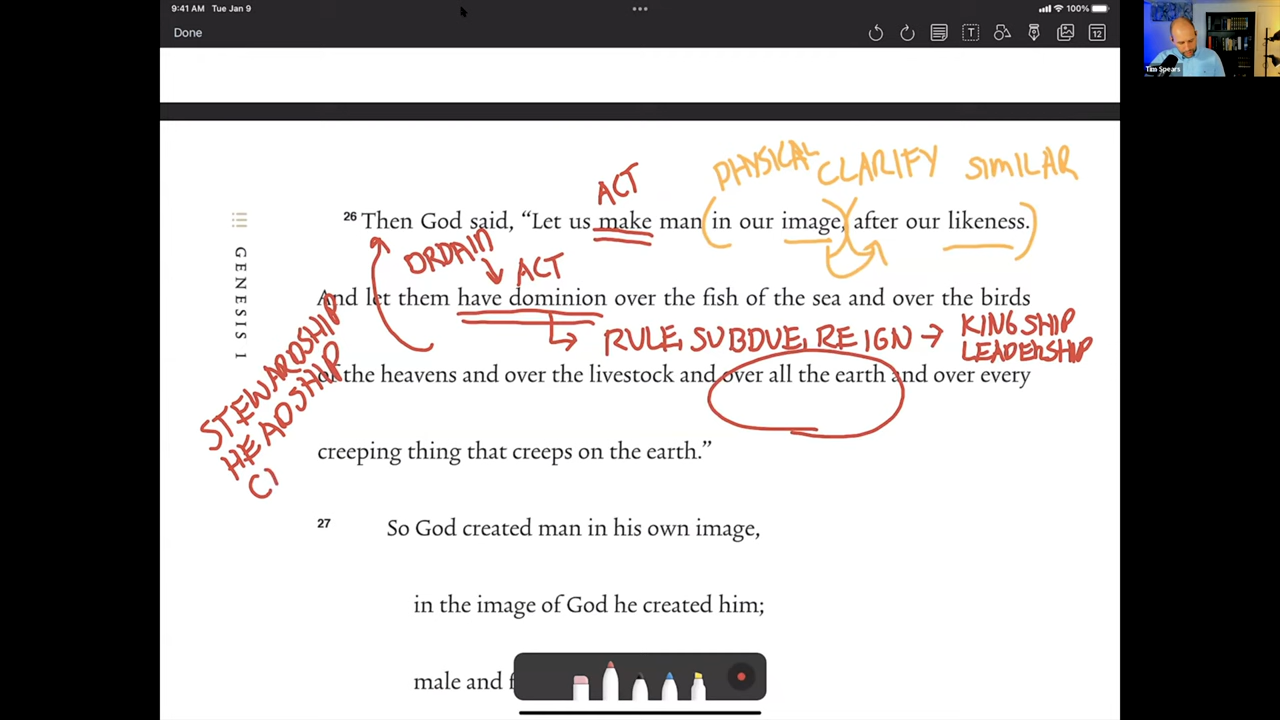 9:41 AM Tue Jan 9
100%
Done
T
12
Tim Spears
PHYSICAL CLARIFY SIMILAR
ACT
26 Then God said, “Let us make man in our image, after our likeness.
ORDAIN
ACT
And let them have dominion over the fish of the sea and over the birds
RULE, SUBDUE, REIGN → KINGSHIP
LEADERSHIP
of the heavens and over the livestock and over all the earth and over every
STEWARDSHIP
HEADSHIP
creeping thing that creeps on the earth.”
27 So God created man in his own image,
in the image of God he created him;
male and
GENESIS 1